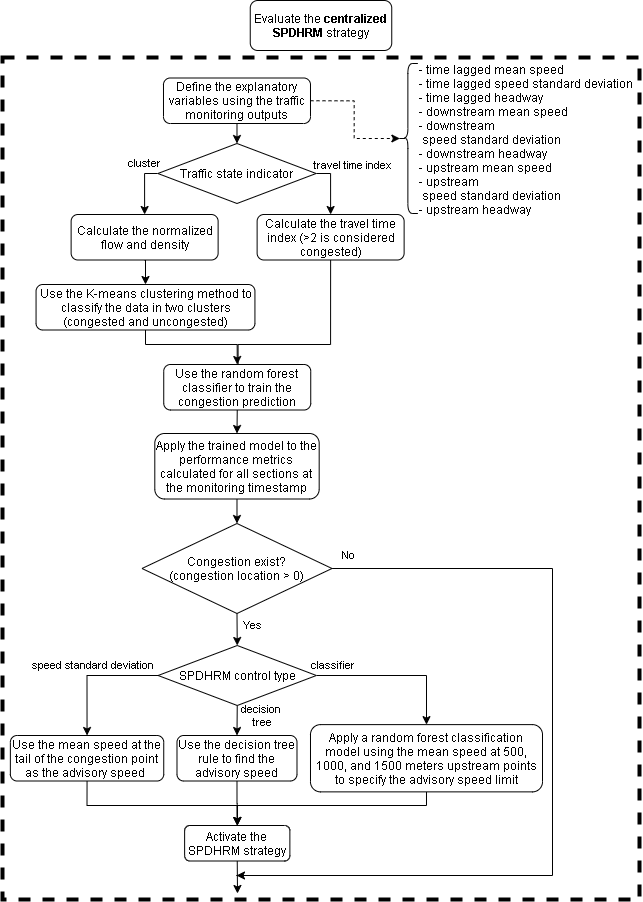 Evaluate the centralized
SPDHRM strategy
Define the explanatory
variables using the traffic
monitoring outputs
- time lagged mean speed
- time lagged speed standard deviation
- time lagged headway
- downstream mean speed
- downstream
speed standard deviation
- downstream headway
- upstream mean speed
- upstream
speed standard deviation
- upstream headway
cluster
Traffic state indicator
travel time index
Calculate the normalized
flow and density
Calculate the travel time
index (>2 is considered
congested)
Use the K-means clustering method to
classify the data in two clusters
(congested and uncongested)
Use the random forest
classifier to train the
congestion prediction
Apply the trained model to the
performance metrics
calculated for all sections at
the monitoring timestamp
Congestion exist?
(congestion location > 0)
No
Yes
speed standard deviation
SPDHRM control type
classifier
decision
tree
Use the mean speed at the
tail of the congestion point
as the advisory speed
Use the decision tree
rule to find the
advisory speed
Apply a random forest classification
model using the mean speed at 500,
1000, and 1500 meters upstream points
to specify the advisory speed limit
Activate the
SPDHRM strategy